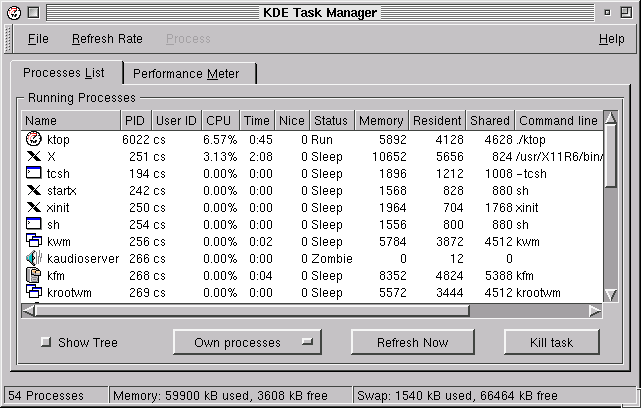 KDE Task Manager
File Refresh Rate Process Help
Processes List Performance Meter
Running Processes
Name PID User ID CPU Time Nice Status Memory Resident Shared Command line
ktop 6022 cs 6.57% 0:45 0 Run 5892 4128 4628 ./ktop
X 251 cs 3.13% 2:08 0 Sleep 10652 5656 824 /usr/X11R6/bin/
tcsh 194 cs 0.00% 0:00 0 Sleep 1896 1212 1008 -tcsh
startx 242 cs 0.00% 0:00 0 Sleep 1568 828 880 sh
xinit 250 cs 0.00% 0:00 0 Sleep 1964 704 1768 xinit
sh 254 cs 0.00% 0:00 0 Sleep 1556 800 880 sh
kwm 256 cs 0.00% 0:02 0 Sleep 5784 3872 4512 kwm
kaudioserver 266 cs 0.00% 0:00 0 Zombie 0 12 0
kfm 268 cs 0.00% 0:04 0 Sleep 8352 4824 5388 kfm
krootwm 269 cs 0.00% 0:00 0 Sleep 5572 3444 4512 krootwm
Show Tree Own processes Refresh Now Kill task
54 Processes Memory: 59900 kB used, 3608 kB free Swap: 1540 kB used, 66464 kB free